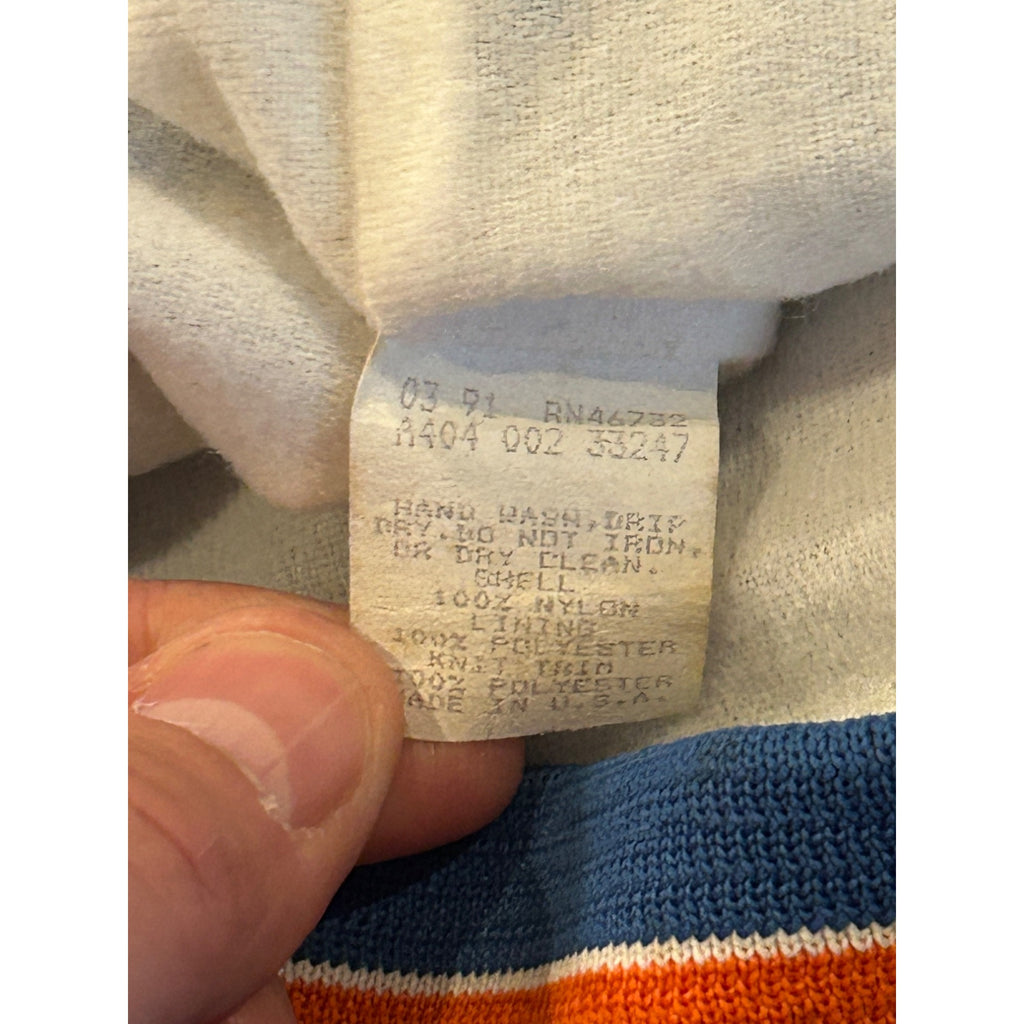 03 91 RN46732
A404 002 33247
HAND WASH, DRIP
DRY. DO NOT IRON,
OR DRY CLEAN.
SHELL
100% NYLON
LINING
100% POLYESTER
KNIT TRIM
100% POLYESTER
MADE IN U.S.A.